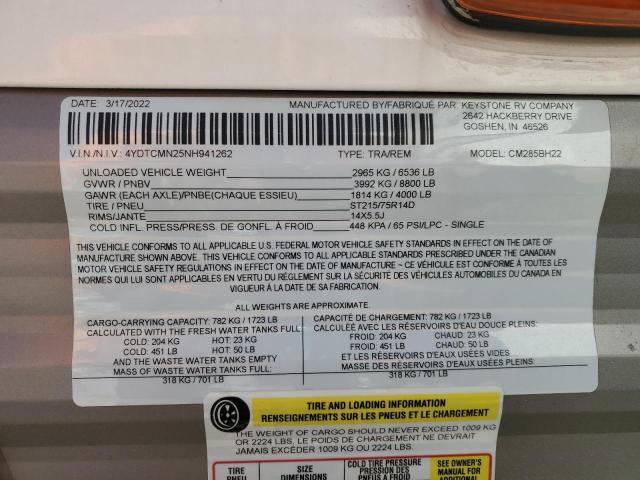 DATE: 3/17/2022
MANUFACTURED BY/FABRIQUÉ PAR: KEYSTONE RV COMPANY
2642 HACKBERRY DRIVE
GOSHEN, IN 46526
V.I.N./N.I.V.: 4YDTCMN25NH941262 TYPE: TRA/REM MODEL: CM285BH22
UNLOADED VEHICLE WEIGHT 2965 KG / 6536 LB
GVWR / PNBV 3992 KG / 8800 LB
GAWR (EACH AXLE)/PNBE(CHAQUE ESSIEU) 1814 KG / 4000 LB
TIRE / PNEU ST215/75R14D
RIMS/JANTE 14X5.5J
COLD INFL. PRESS/PRESS. DE GONFL. À FROID 448 KPA / 65 PSI/LPC - SINGLE
THIS VEHICLE CONFORMS TO ALL APPLICABLE U.S. FEDERAL MOTOR VEHICLE SAFETY STANDARDS IN EFFECT ON THE DATE OF
MANUFACTURE SHOWN ABOVE. THIS VEHICLE CONFORMS TO ALL APPLICABLE STANDARDS PRESCRIBED UNDER THE CANADIAN
MOTOR VEHICLE SAFETY REGULATIONS IN EFFECT ON THE DATE OF MANUFACTURE ~ CE VÉHICULE EST CONFORME À TOUTES LES
NORMES QUI LUI SONT APPLICABLES EN VERTU DU RÉGLEMENT SUR LA SÉCURITÉ DES VÉHICULES AUTOMOBILES DU CANADA EN
VIGUEUR À LA DATE DE SA FABRICATION.
ALL WEIGHTS ARE APPROXIMATE.
CARGO-CARRYING CAPACITY: 782 KG / 1723 LB
CALCULATED WITH THE FRESH WATER TANKS FULL:
COLD: 204 KG HOT: 23 KG
COLD: 451 LB HOT: 50 LB
AND THE WASTE WATER TANKS EMPTY
MASS OF WASTE WATER TANKS FULL:
318 KG / 701 LB
CAPACITÉ DE CHARGEMENT: 782 KG / 1723 LB
CALCULÉE AVEC LES RÉSERVOIRS D'EAU DOUCE PLEINS:
FROID: 204 KG CHAUD: 23 KG
FROID: 451 LB CHAUD: 50 LB
ET LES RÉSERVOIRS D'EAUX USÉES VIDES
MASSE DES RÉSERVOIRS D'EAUX USÉES PLEINS:
318 KG / 701 LB
TIRE AND LOADING INFORMATION
RENSEIGNEMENTS SUR LES PNEUS ET LE CHARGEMENT
THE WEIGHT OF CARGO SHOULD NEVER EXCEED 1009 KG
OR 2224 LBS. LE POIDS DE CHARGEMENT NE DEVRAIT
JAMAIS EXCÉDER 1009 KG OU 2224 LBS.
TIRE
PNEU
SIZE
DIMENSIONS
COLD TIRE PRESSURE
PRESSION DES
SEE OWNER'S
MANUAL FOR
ADDITIONAL